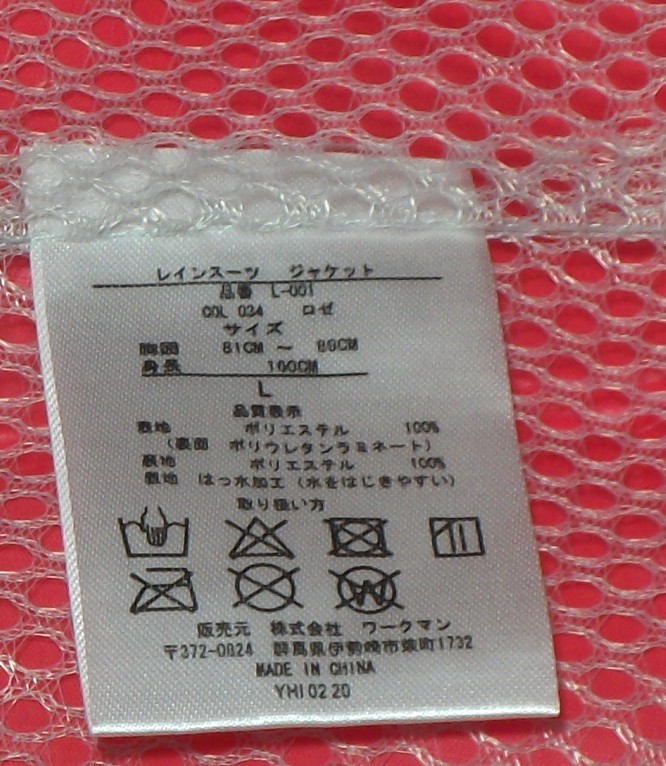 レインスーツ ジャケット
品番 L-001
COL 034 ロゼ
サイズ
胸囲 81CM ～ 89CM
身長 160CM
L
品質表示
表地 ポリエステル 100%
(裏面 ポリウレタンラミネート)
裏地 ポリエステル 100%
表地 はっ水加工 (水をはじきやすい)
取り扱い方
W
販売元 株式会社 ワークマン
〒372-0824 群馬県伊勢崎市柴町1732
MADE IN CHINA
YHI 02 20